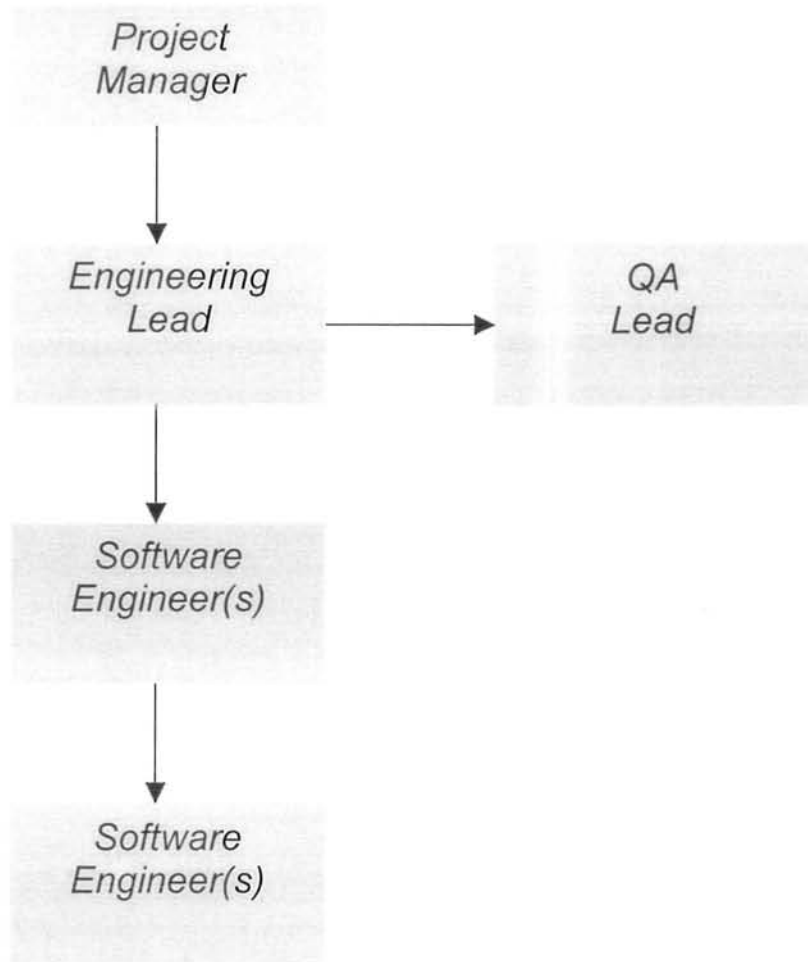 Project
Manager
Engineering
Lead
QA
Lead
Software
Engineer(s)
Software
Engineer(s)